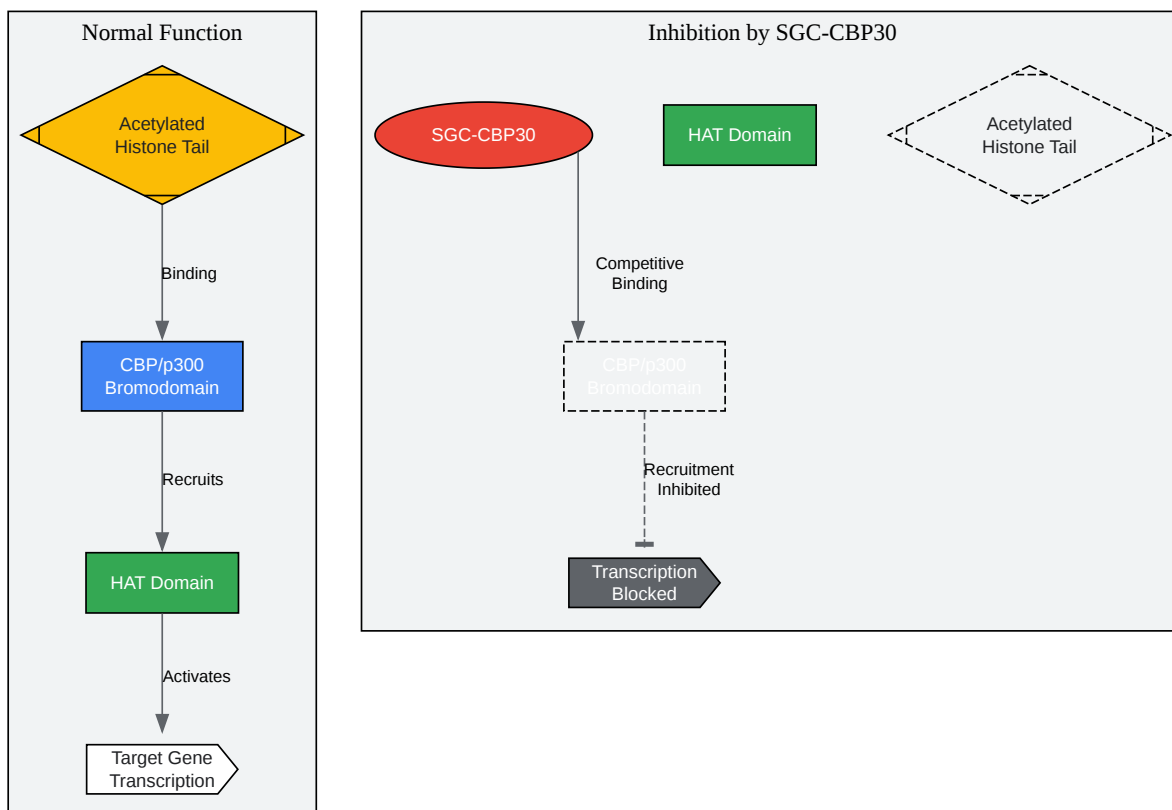 Normal Function
Acetylated
Histone Tail
Binding
CBP/p300
Bromodomain
Recruits
HAT Domain
Activates
Target Gene
Transcription
Inhibition by SGC-CBP30
SGC-CBP30
HAT Domain
Acetylated
Histone Tail
Competitive
Binding
CBP/p300
Bromodomain
Recruitment
Inhibited
Transcription
Blocked